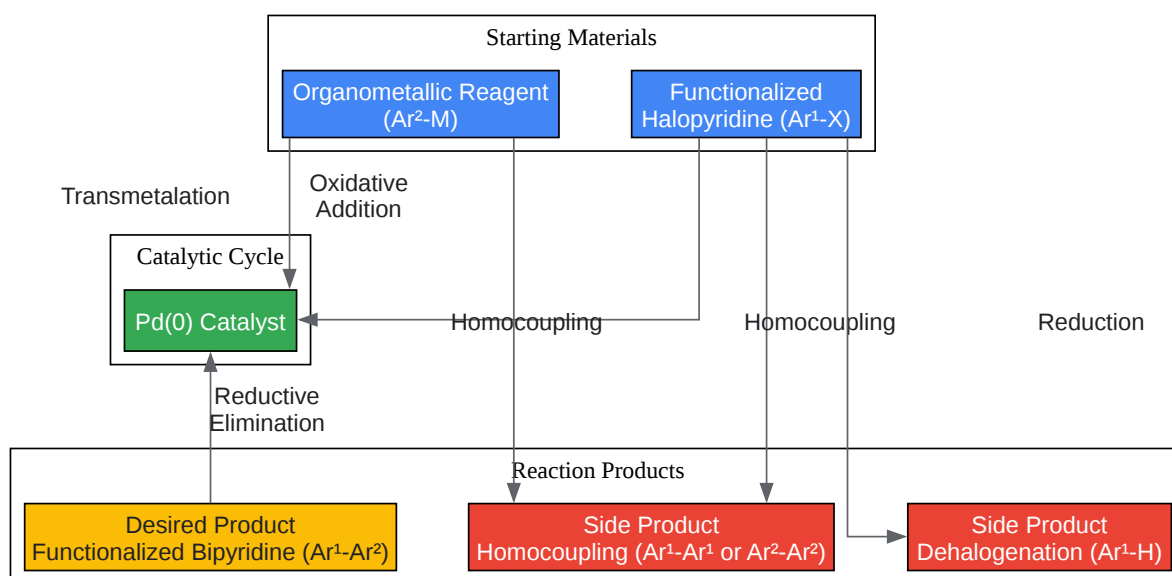 Starting Materials
Organometallic Reagent
(Ar²-M)
Functionalized
Halopyridine (Ar¹-X)
Transmetalation
Oxidative
Addition
Catalytic Cycle
Pd(0) Catalyst
Homocoupling
Homocoupling
Reduction
Reductive
Elimination
Reaction Products
Desired Product
Functionalized Bipyridine (Ar¹-Ar²)
Side Product
Homocoupling (Ar¹-Ar¹ or Ar²-Ar²)
Side Product
Dehalogenation (Ar¹-H)